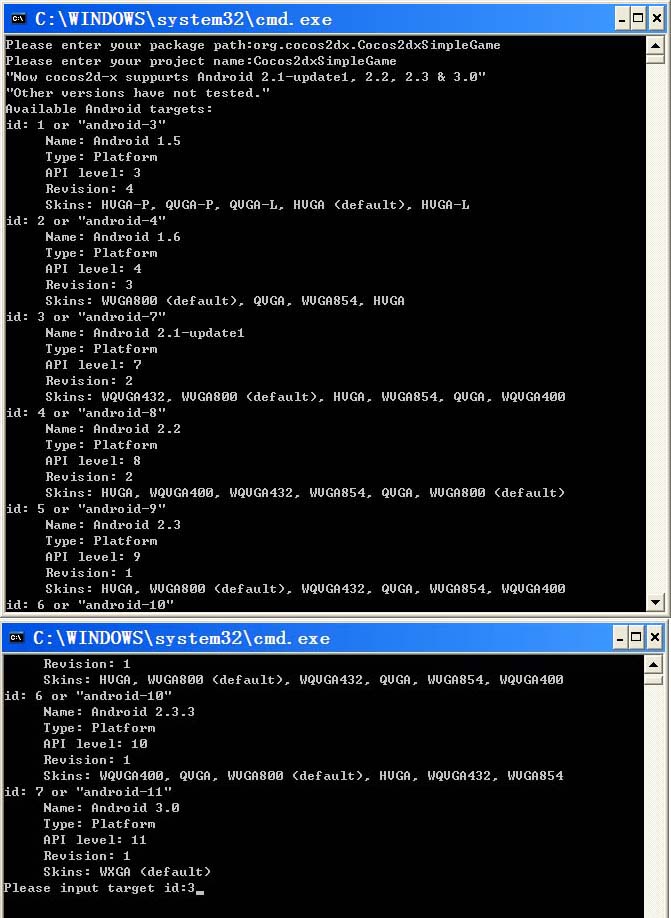 C:\WINDOWS\system32\cmd.exe
Please enter your package path:org.cocos2dx.Cocos2dxSimpleGame
Please enter your project name:Cocos2dxSimpleGame
"Now cocos2d-x suppurts Android 2.1-update1, 2.2, 2.3 & 3.0"
"Other versions have not tested."
Available Android targets:
id: 1 or "android-3"
Name: Android 1.5
Type: Platform
API level: 3
Revision: 4
Skins: HVGA-P, QVGA-P, QVGA-L, HVGA (default), HVGA-L
id: 2 or "android-4"
Name: Android 1.6
Type: Platform
API level: 4
Revision: 3
Skins: WVGA800 (default), QVGA, WVGA854, HVGA
id: 3 or "android-7"
Name: Android 2.1-update1
Type: Platform
API level: 7
Revision: 2
Skins: WQVGA432, WVGA800 (default), HVGA, WVGA854, QVGA, WQVGA400
id: 4 or "android-8"
Name: Android 2.2
Type: Platform
API level: 8
Revision: 2
Skins: HVGA, WQVGA400, WQVGA432, WVGA854, QVGA, WVGA800 (default)
id: 5 or "android-9"
Name: Android 2.3
Type: Platform
API level: 9
Revision: 1
Skins: HVGA, WVGA800 (default), WQVGA432, QVGA, WVGA854, WQVGA400
id: 6 or "android-10"
C:\WINDOWS\system32\cmd.exe
Revision: 1
Skins: HVGA, WVGA800 (default), WQVGA432, QVGA, WVGA854, WQVGA400
id: 6 or "android-10"
Name: Android 2.3.3
Type: Platform
API level: 10
Revision: 1
Skins: WQVGA400, QVGA, WVGA800 (default), HVGA, WQVGA432, WVGA854
id: 7 or "android-11"
Name: Android 3.0
Type: Platform
API level: 11
Revision: 1
Skins: WXGA (default)
Please input target id:3_